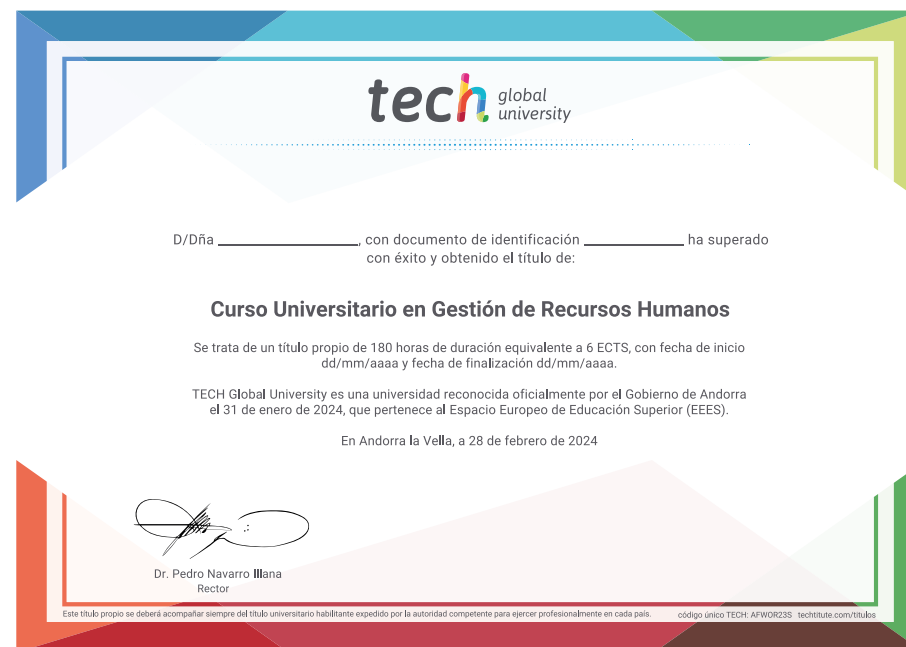 tech global university
D/Dña ____________________, con documento de identificación ______________ ha superado
con éxito y obtenido el título de:
Curso Universitario en Gestión de Recursos Humanos
Se trata de un título propio de 180 horas de duración equivalente a 6 ECTS, con fecha de inicio
dd/mm/aaaa y fecha de finalización dd/mm/aaaa.
TECH Global University es una universidad reconocida oficialmente por el Gobierno de Andorra
el 31 de enero de 2024, que pertenece al Espacio Europeo de Educación Superior (EEES).
En Andorra la Vella, a 28 de febrero de 2024
Dr. Pedro Navarro Illana
Rector
Este título propio se deberá acompañar siempre del título universitario habilitante expedido por la autoridad competente para ejercer profesionalmente en cada país.
código único TECH: AFWOR23S techtitute.com/titulos